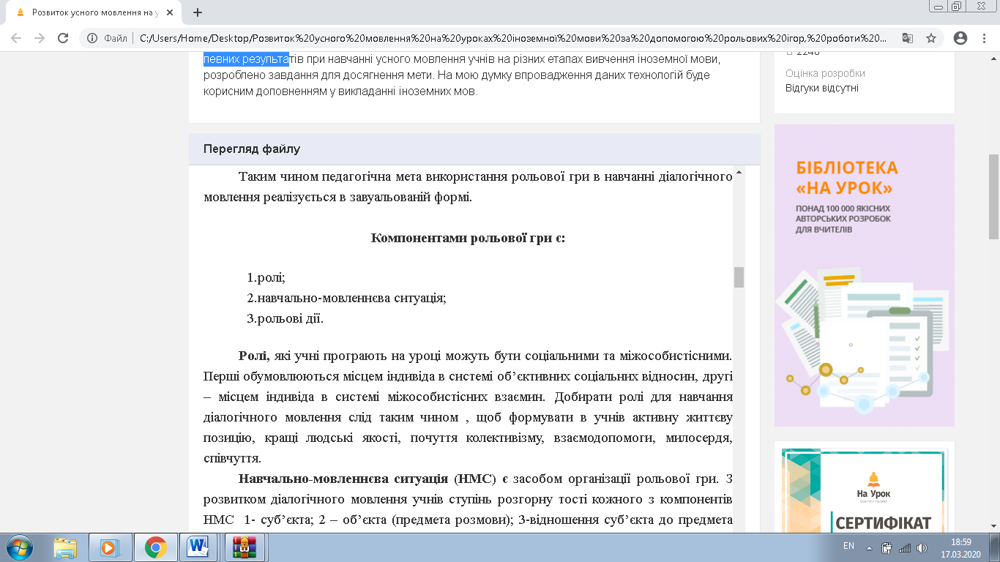 Розвиток усного мовлення на у
Файл
C:/Users/Home/Desktop/Розвиток%20усного%20мовлення%20на%20уроках%20іноземної%20мови%20за%20допомогою%20рольових%20ігор,%20роботи%20...
певних результатів при навчанні усного мовлення учнів на різних етапах вивчення іноземної мови,
розроблено завдання для досягнення мети. На мою думку впровадження даних технологій буде
корисним доповненням у викладанні іноземних мов.
2248
Оцінка розробки
Відгуки відсутні
Перегляд файлу
Таким чином педагогічна мета використання рольової гри в навчанні діалогічного
мовлення реалізується в завуальованій формі.
Компонентами рольової гри є:
1.ролі;
2.навчально-мовленнєва ситуація;
3.рольові дії.
Ролі, які учні програють на уроці можуть бути соціальними та міжособистісними.
Перші обумовлюються місцем індивіда в системі об’єктивних соціальних відносин, другі
– місцем індивіда в системі міжособистісних взаємин. Добирати ролі для навчання
діалогічного мовлення слід таким чином , щоб формувати в учнів активну життєву
позицію, кращі людські якості, почуття колективізму, взаємодопомоги, милосердя,
співчуття.
Навчально-мовленнєва ситуація (НМС) є засобом організації рольової гри. З
розвитком діалогічного мовлення учнів ступінь розгорну тості кожного з компонентів
НМС 1- суб’єкта; 2 – об’єкта (предмета розмови); 3-відношення суб’єкта до предмета
БІБЛІОТЕКА
«НА УРОК»
ПОНАД 100 000 ЯКІСНИХ
АВТОРСЬКИХ РОЗРОБОК
ДЛЯ ВЧИТЕЛІВ
На Урок
освітній проект
СЕРТИФІКАТ
EN
18:59
17.03.2020